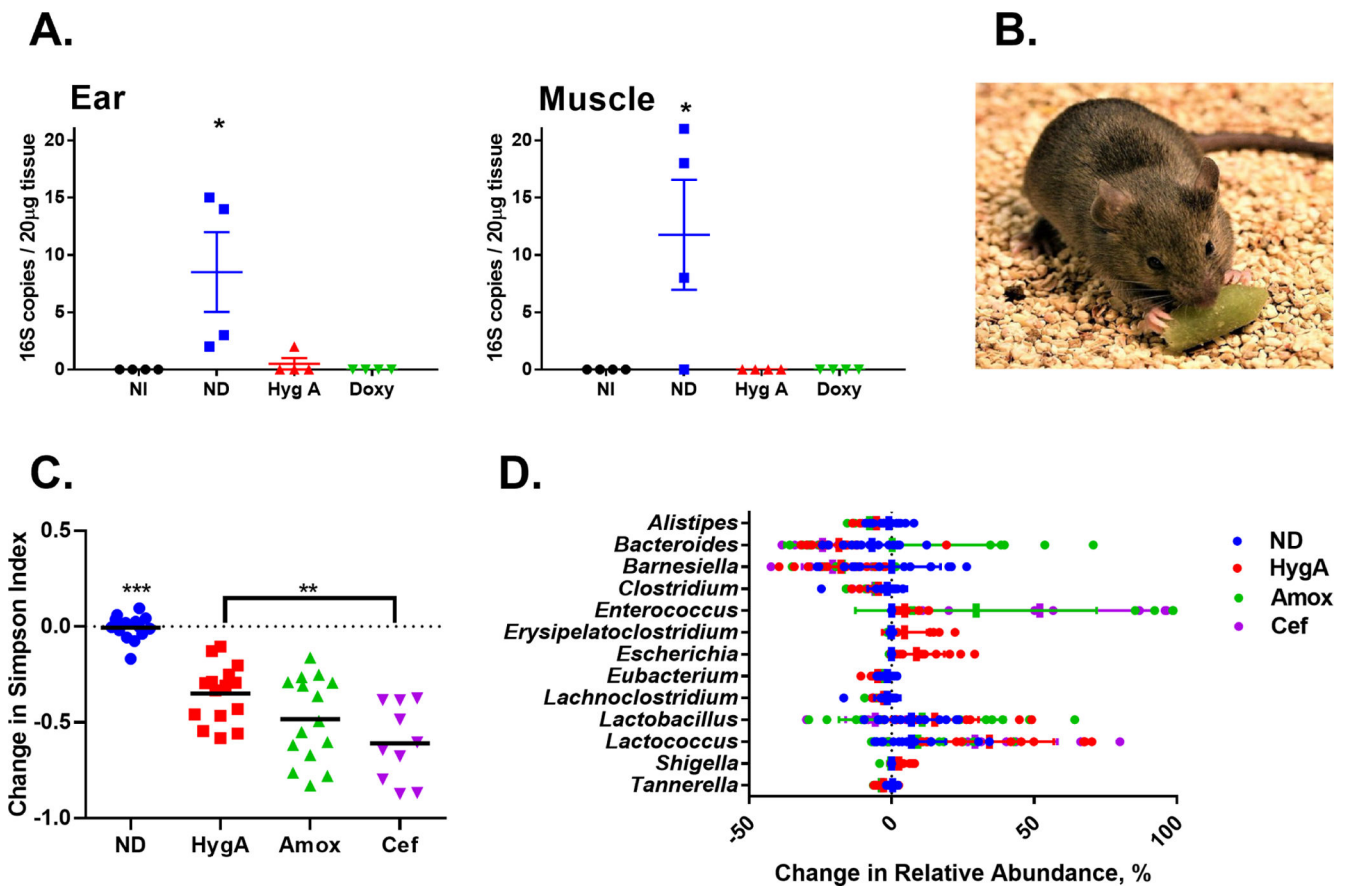 A.
B.
Ear
Muscle
*
*
16S copies / 20µg tissue
20
15
10
5
0
NI
ND
Hyg A
Doxy
16S copies / 20µg tissue
20
15
10
5
0
NI
ND
Hyg A
Doxy
C.
D.
Change in Simpson Index
0.5
0.0
-0.5
-1.0
***
**
ND
HygA
Amox
Cef
Alistipes
Bacteroides
Barnesiella
Clostridium
Enterococcus
Erysipelatoclostridium
Escherichia
Eubacterium
Lachnoclostridium
Lactobacillus
Lactococcus
Shigella
Tannerella
-50
0
50
100
Change in Relative Abundance, %
ND
HygA
Amox
Cef